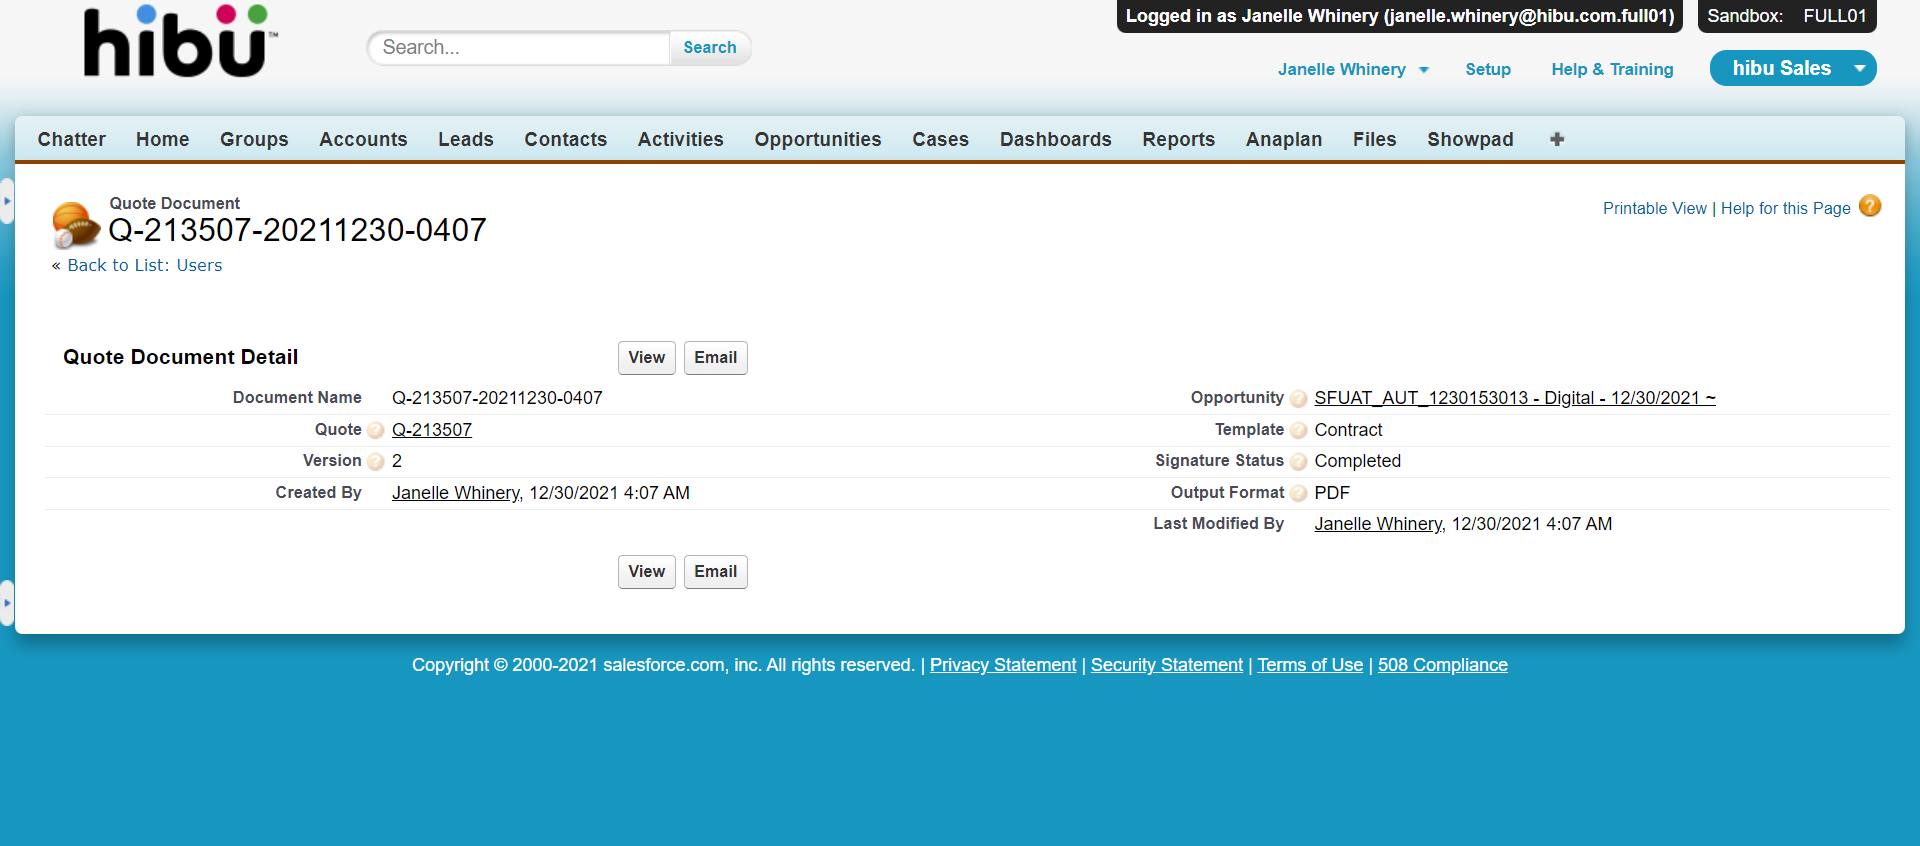 hibu™
Search...
Search
Logged in as Janelle Whinery (janelle.whinery@hibu.com.full01)
Sandbox: FULL01
Janelle Whinery
Setup
Help & Training
hibu Sales
Chatter Home Groups Accounts Leads Contacts Activities Opportunities Cases Dashboards Reports Anaplan Files Showpad
Quote Document
Q-213507-20211230-0407
« Back to List: Users
Printable View | Help for this Page ?
Quote Document Detail View Email
Document Name Q-213507-20211230-0407 Opportunity ? SFUAT_AUT_1230153013 - Digital - 12/30/2021 ~
Quote ? Q-213507 Template ? Contract
Version ? 2 Signature Status ? Completed
Created By Janelle Whinery, 12/30/2021 4:07 AM Output Format ? PDF
Last Modified By Janelle Whinery, 12/30/2021 4:07 AM
View Email
Copyright © 2000-2021 salesforce.com, inc. All rights reserved. | Privacy Statement | Security Statement | Terms of Use | 508 Compliance